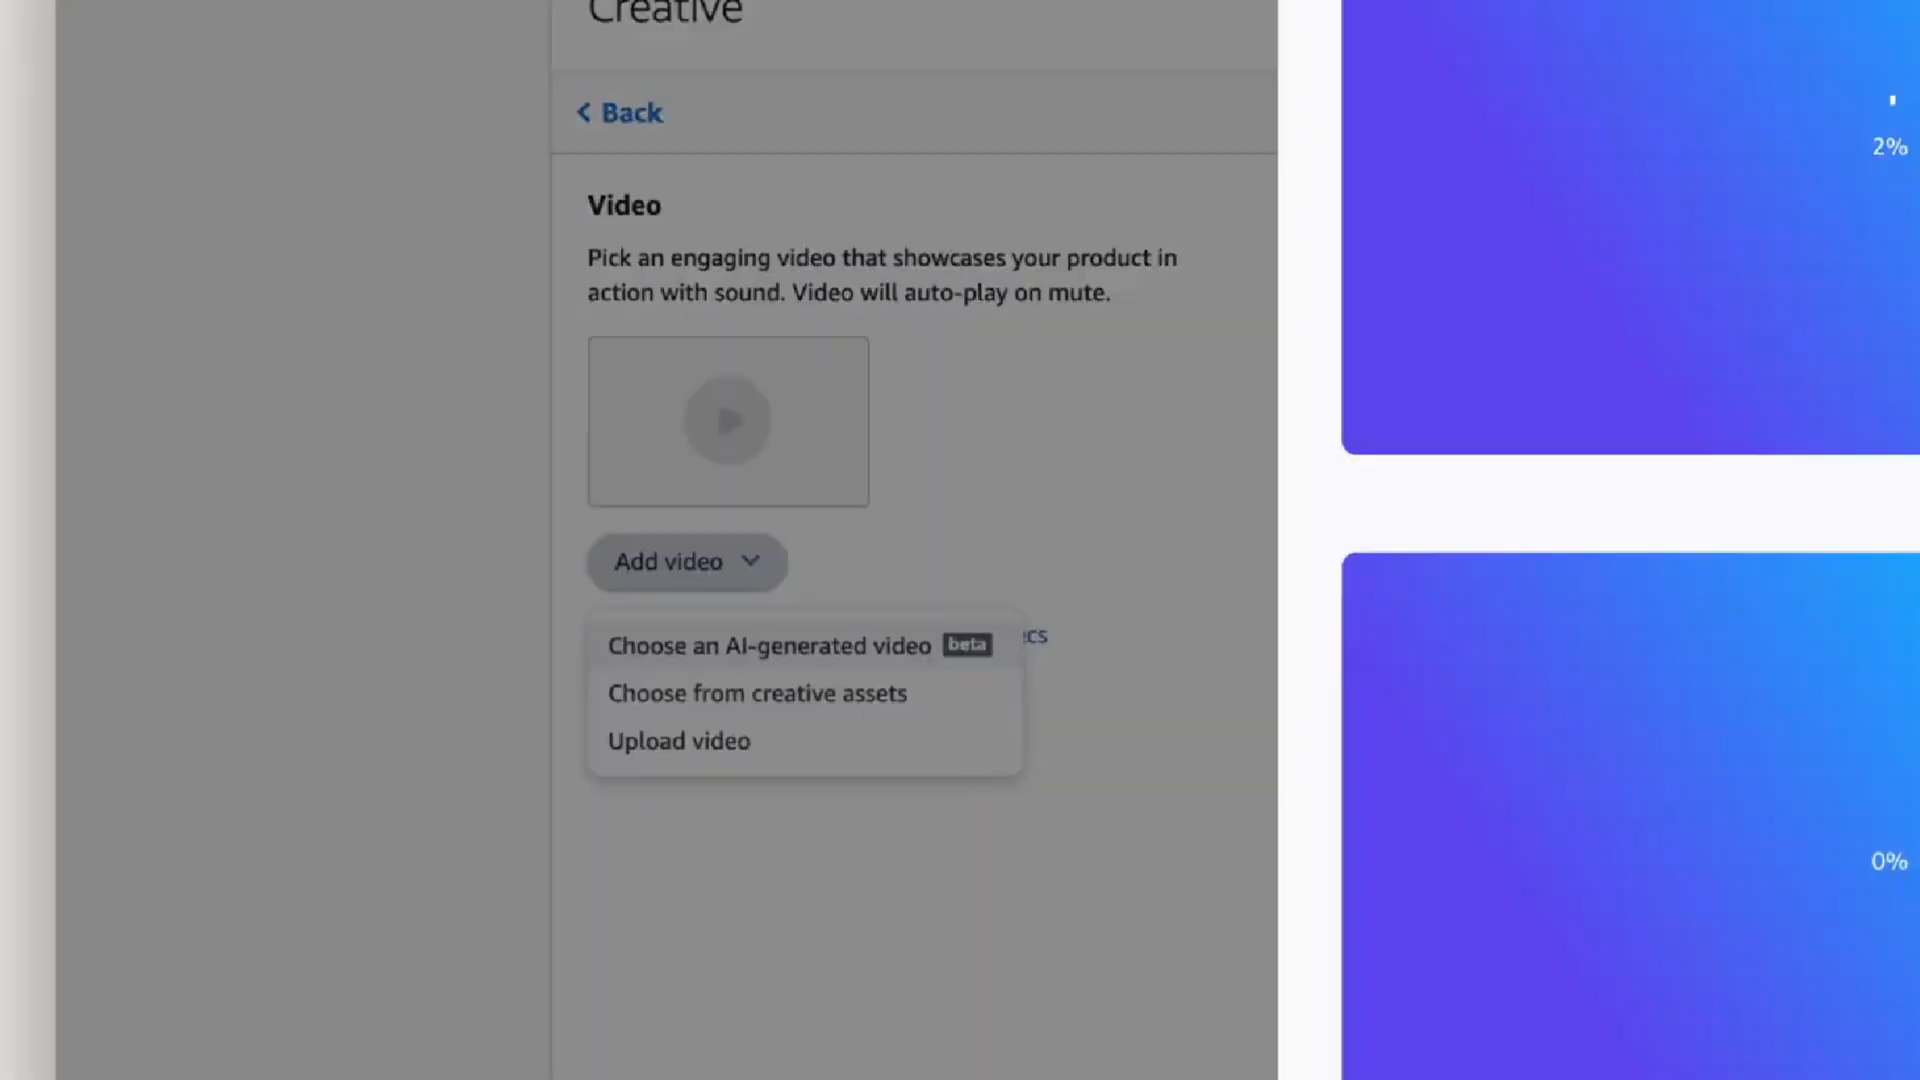 Creative
Back
Video
Pick an engaging video that showcases your product in
action with sound. Video will auto-play on mute.
Add video
Choose an AI-generated video beta
Choose from creative assets
Upload video
2%
0%